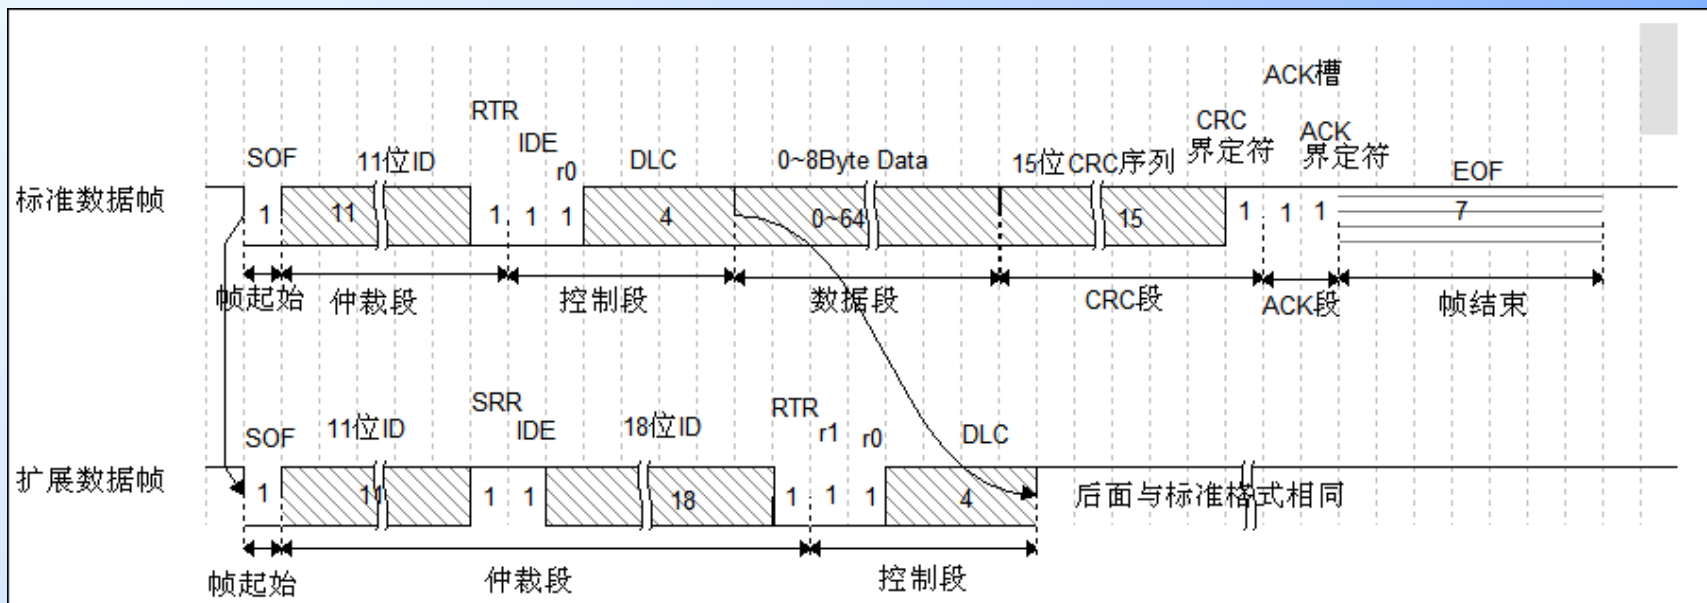 ACK槽
RTR
CRC
界定符
ACK
界定符
IDE
SOF
11位ID
r0
DLC
0~8Byte Data
15位CRC序列
EOF
标准数据帧
1
11
1
1
1
4
0~64
15
1
1
1
7
帧起始
仲裁段
控制段
数据段
CRC段
ACK段
帧结束
SRR
RTR
SOF
11位ID
IDE
18位ID
r1
r0
DLC
扩展数据帧
1
11
1
1
18
1
1
1
4
后面与标准格式相同
帧起始
仲裁段
控制段